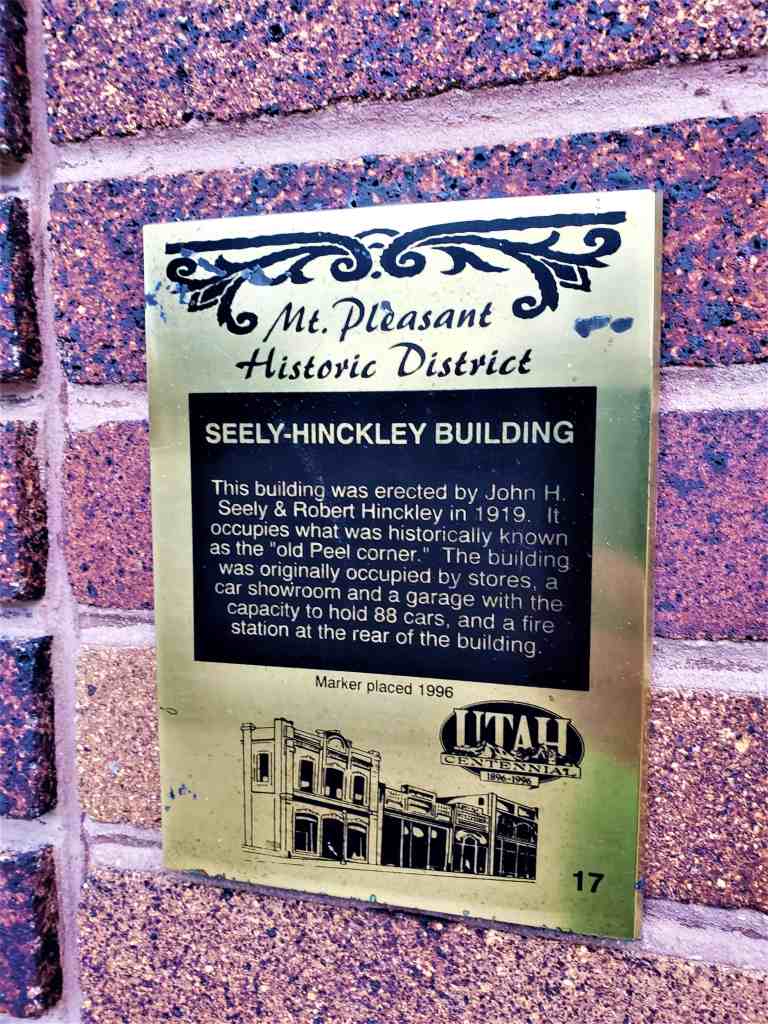 Mt. Pleasant
Historic District
SEELY-HINCKLEY BUILDING
This building was erected by John H.
Seely & Robert Hinckley in 1919. It
occupies what was historically known
as the "old Peel corner." The building
was originally occupied by stores, a
car showroom and a garage with the
capacity to hold 88 cars, and a fire
station at the rear of the building.
Marker placed 1996
UTAH
CENTENNIAL
1896-1996
17